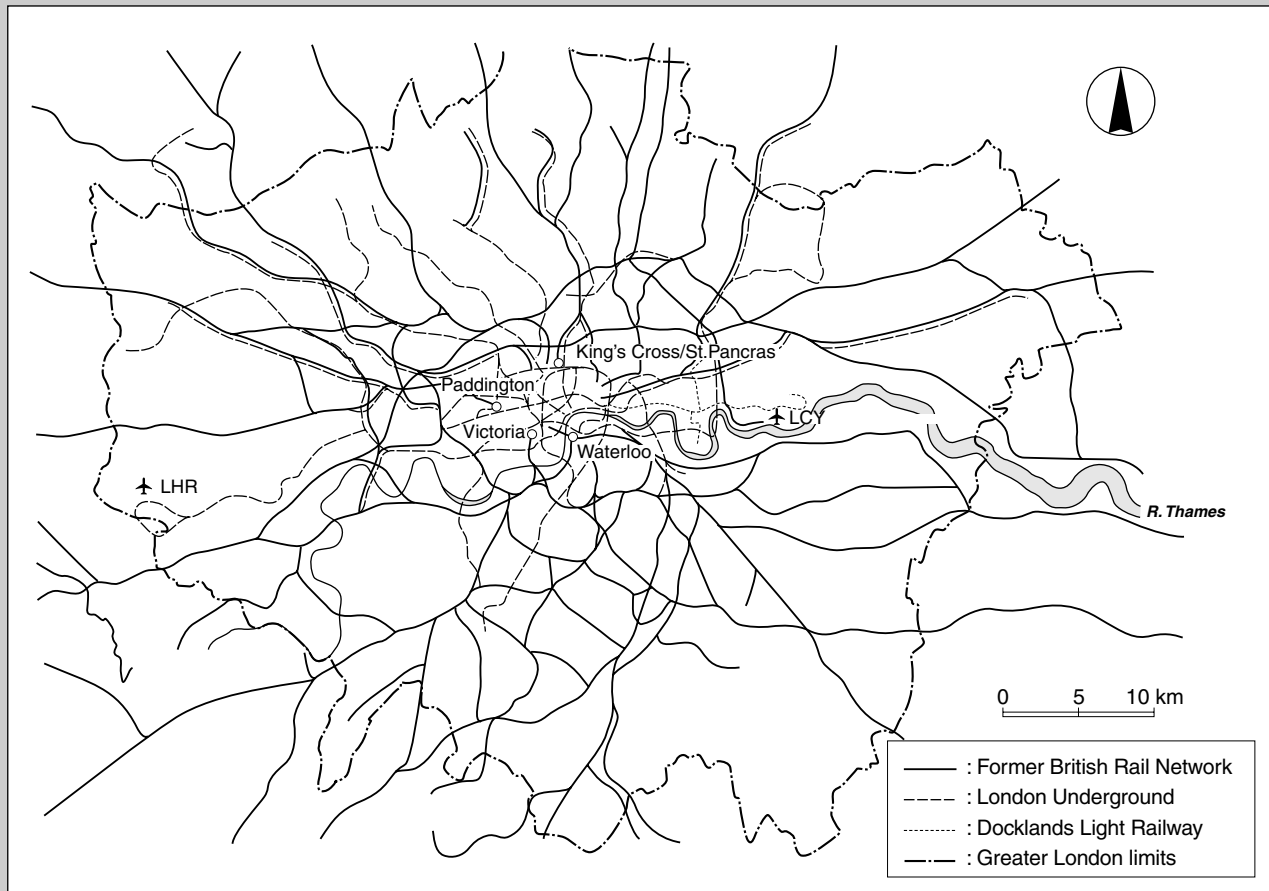 King's Cross/St.Pancras
Paddington
LCY
Victoria
Waterloo
LHR
R. Thames
0 5 10 km
: Former British Rail Network
: London Underground
: Docklands Light Railway
: Greater London limits